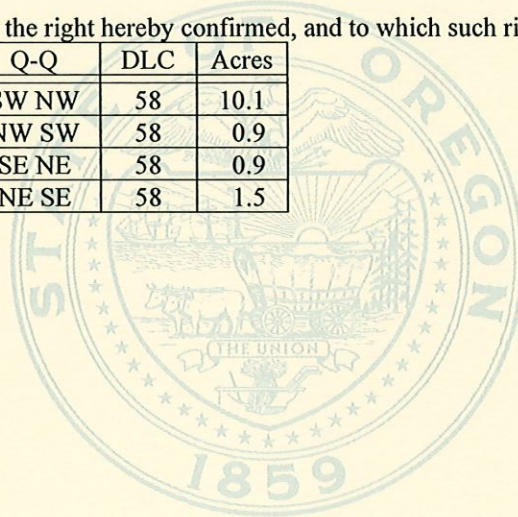 the right hereby confirmed, and to which such ri
Q-Q DLC Acres
SW NW 58 10.1
NW SW 58 0.9
SE NE 58 0.9
NE SE 58 1.5
STATE OF OREGON
THE UNION
1859